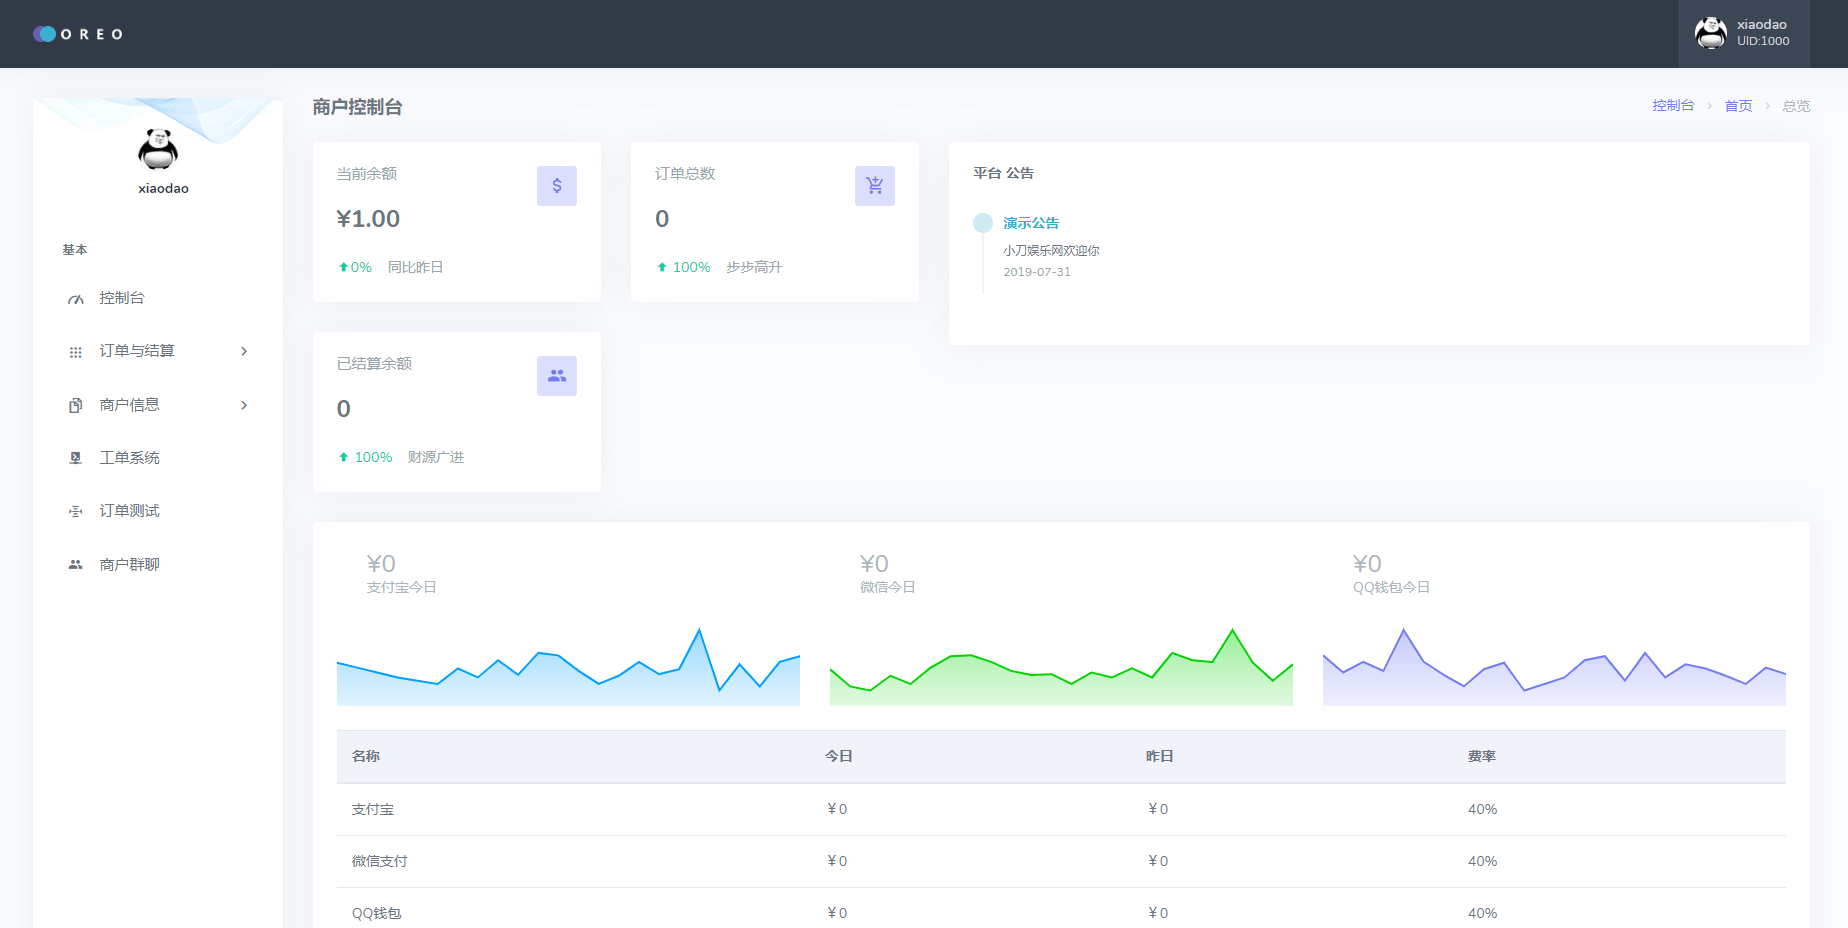 OREO
xiaodao
UID:1000
xiaodao
基本
控制台
订单与结算
商户信息
工单系统
订单测试
商户群聊
商户控制台
控制台 › 首页 › 总览
当前余额
¥1.00
0% 同比昨日
订单总数
0
100% 步步高升
平台 公告
演示公告
小刀娱乐网欢迎你
2019-07-31
已结算余额
0
100% 财源广进
¥0
支付宝今日
¥0
微信今日
¥0
QQ钱包今日
名称 今日 昨日 费率
支付宝 ￥0 ￥0 40%
微信支付 ￥0 ￥0 40%
QQ钱包 ￥0 ￥0 40%